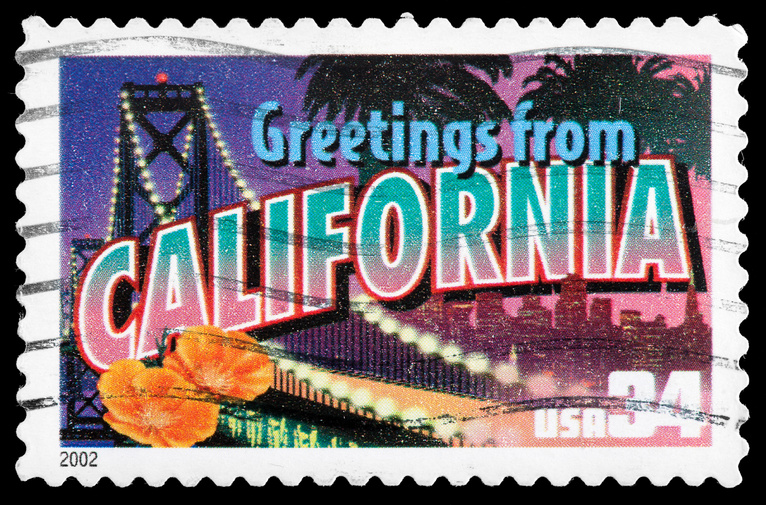 Greetings from
CALIFORNIA
USA 34
2002